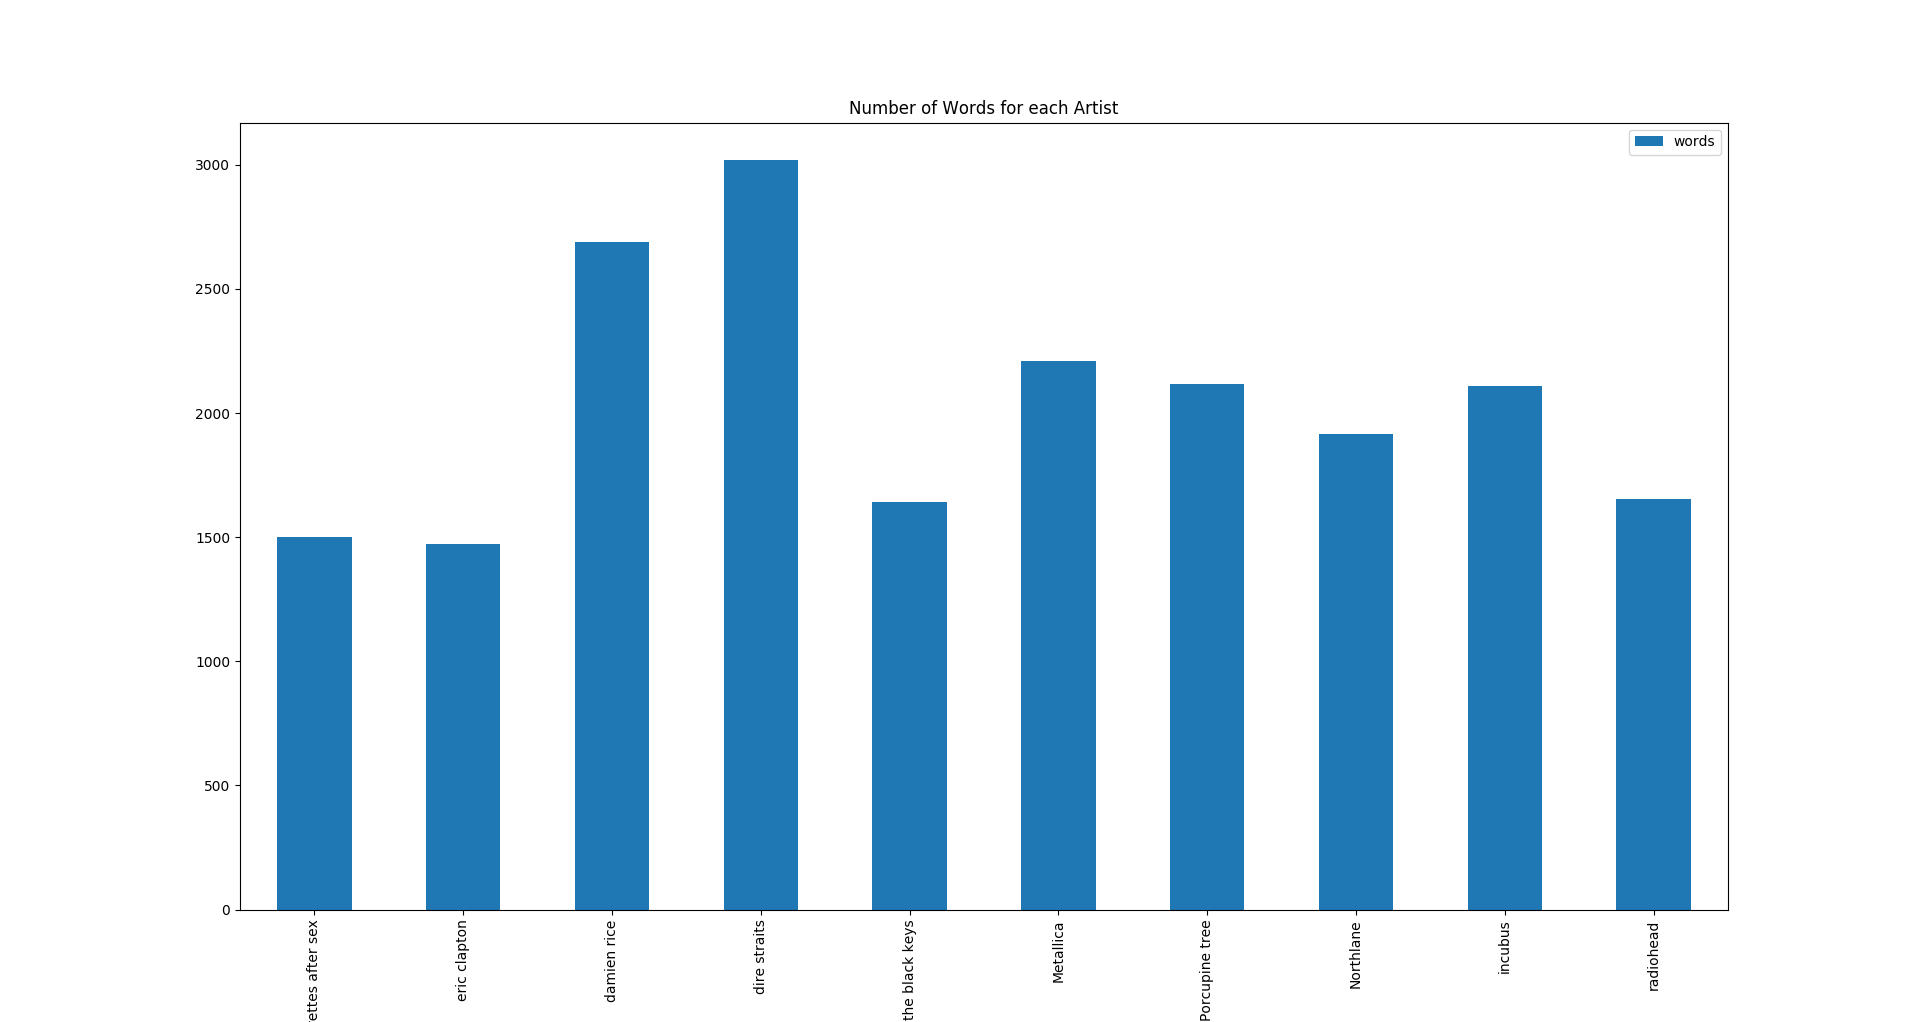 Number of Words for each Artist
words
3000
2500
2000
1500
1000
500
0
after sex
eric clapton
damien rice
dire straits
the black keys
Metallica
Porcupine tree
Northlane
incubus
radiohead